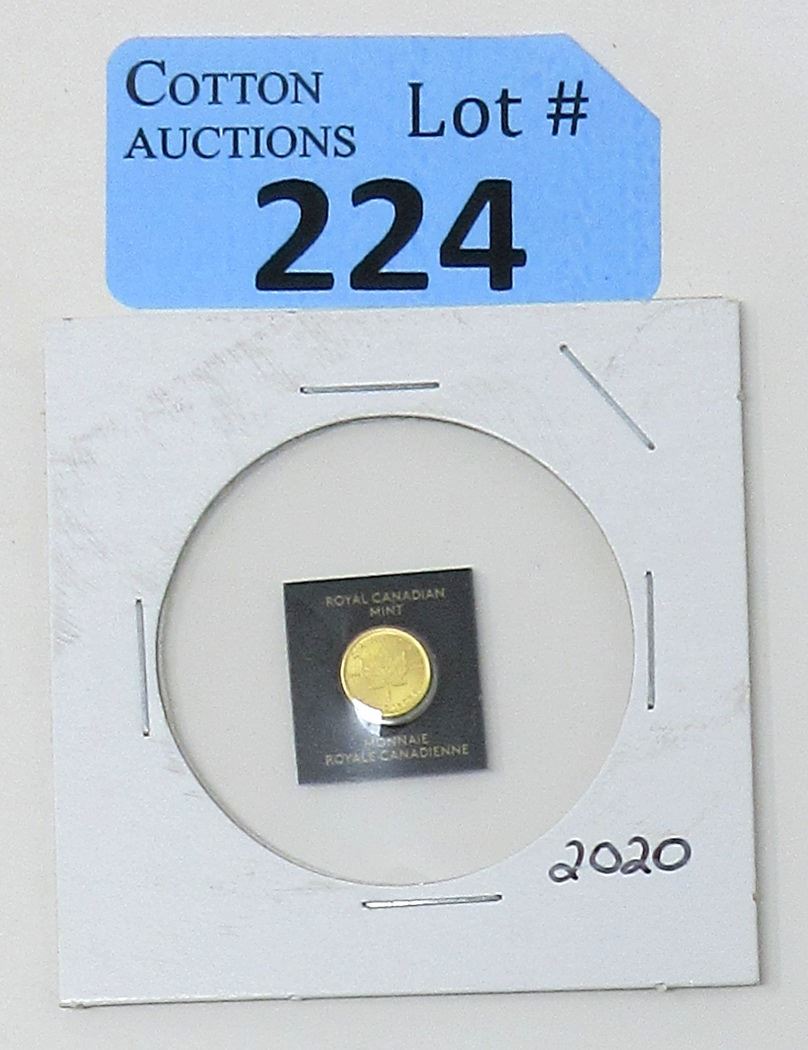 COTTON
AUCTIONS
Lot #
224
ROYAL CANADIAN
MINT
MONNAIE
ROYALE CANADIENNE
2020